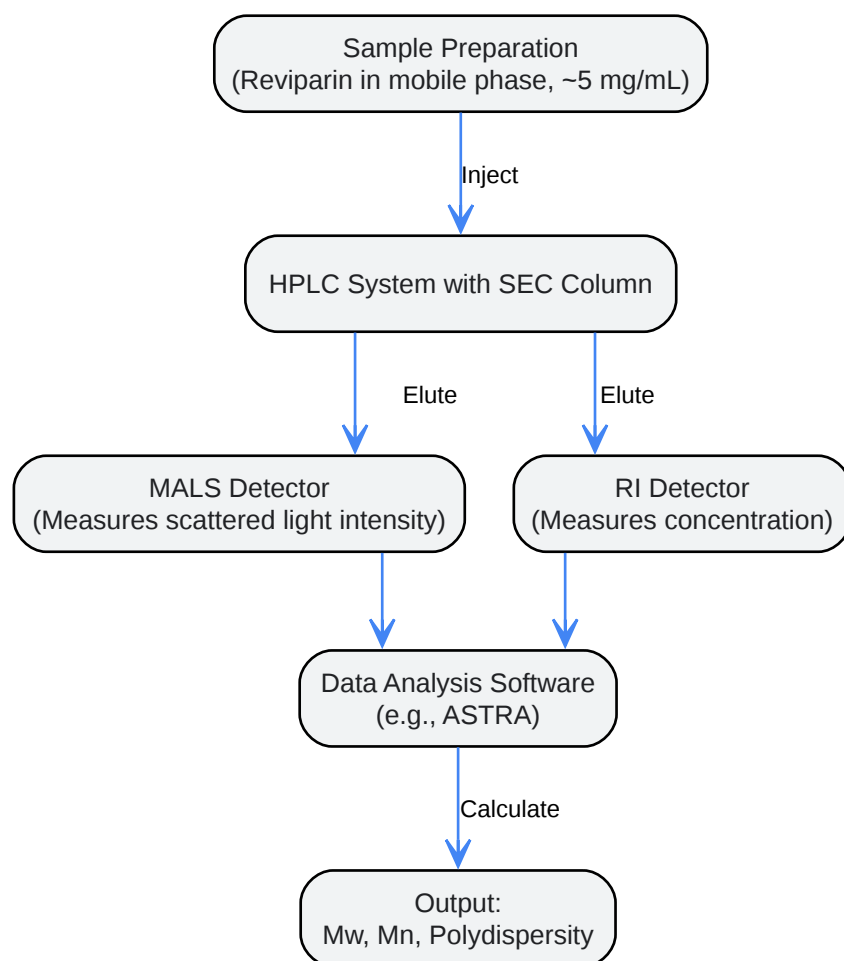 Sample Preparation
(Reviparin in mobile phase, ~5 mg/mL)
Inject
HPLC System with SEC Column
Elute
Elute
MALS Detector
(Measures scattered light intensity)
RI Detector
(Measures concentration)
Data Analysis Software
(e.g., ASTRA)
Calculate
Output:
Mw, Mn, Polydispersity